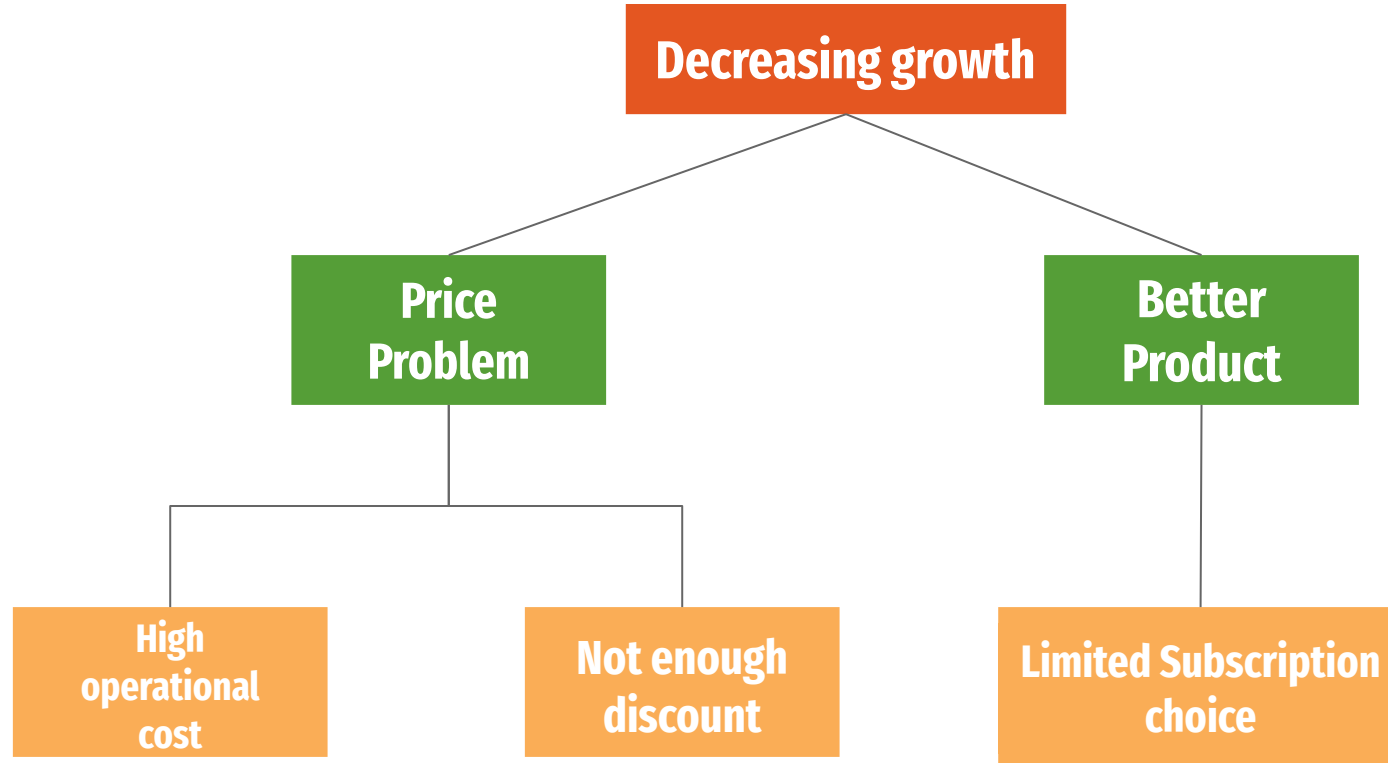 Decreasing growth
Price
Problem
Better
Product
High
operational
cost
Not enough
discount
Limited Subscription
choice